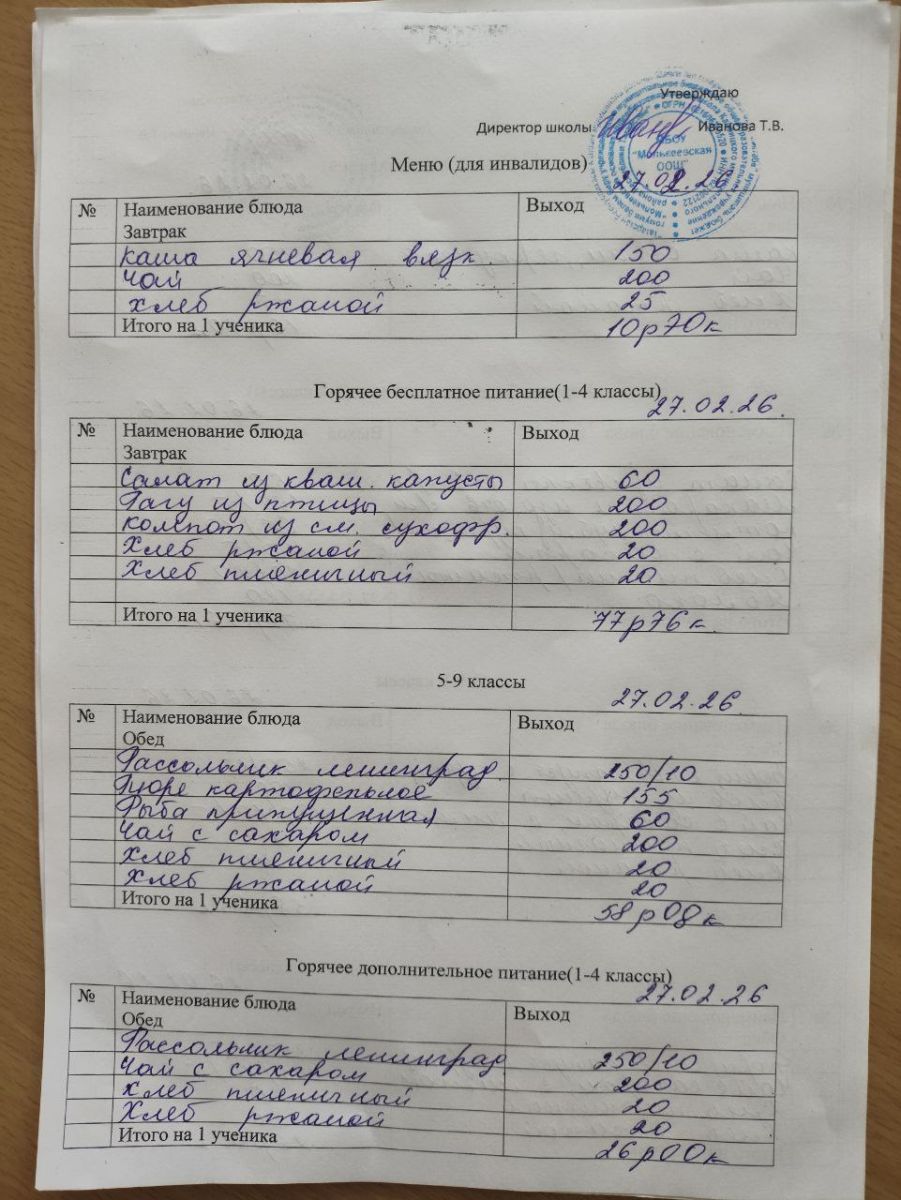 Утверждаю
Директор школы Иванова Т.В.
БОУ
"Молькеевская
ООШ"
Меню (для инвалидов)
27.02.26
№ Наименование блюда Выход
Завтрак
каша ячневая вязк. 150
Чай 200
Хлеб ржаной 25
Итого на 1 ученика 10р70к
Горячее бесплатное питание(1-4 классы)
27.02.26.
№ Наименование блюда Выход
Завтрак
Салат из кваш. капусты 60
Рагу из птицы 200
компот из см. сухофр. 200
Хлеб ржаной 20
Хлеб пшеничный 20
Итого на 1 ученика 77р76к.
5-9 классы
27.02.26
№ Наименование блюда Выход
Обед
Рассольник ленинград. 250/10
Пюре картофельное 155
Рыба припущенная 60
Чай с сахаром 200
Хлеб пшеничный 20
Хлеб ржаной 20
Итого на 1 ученика 58р08к
Горячее дополнительное питание(1-4 классы)
27.02.26
№ Наименование блюда Выход
Обед
Рассольник ленинград. 250/10
Чай с сахаром 200
Хлеб пшеничный 20
Хлеб ржаной 20
Итого на 1 ученика 26р00к